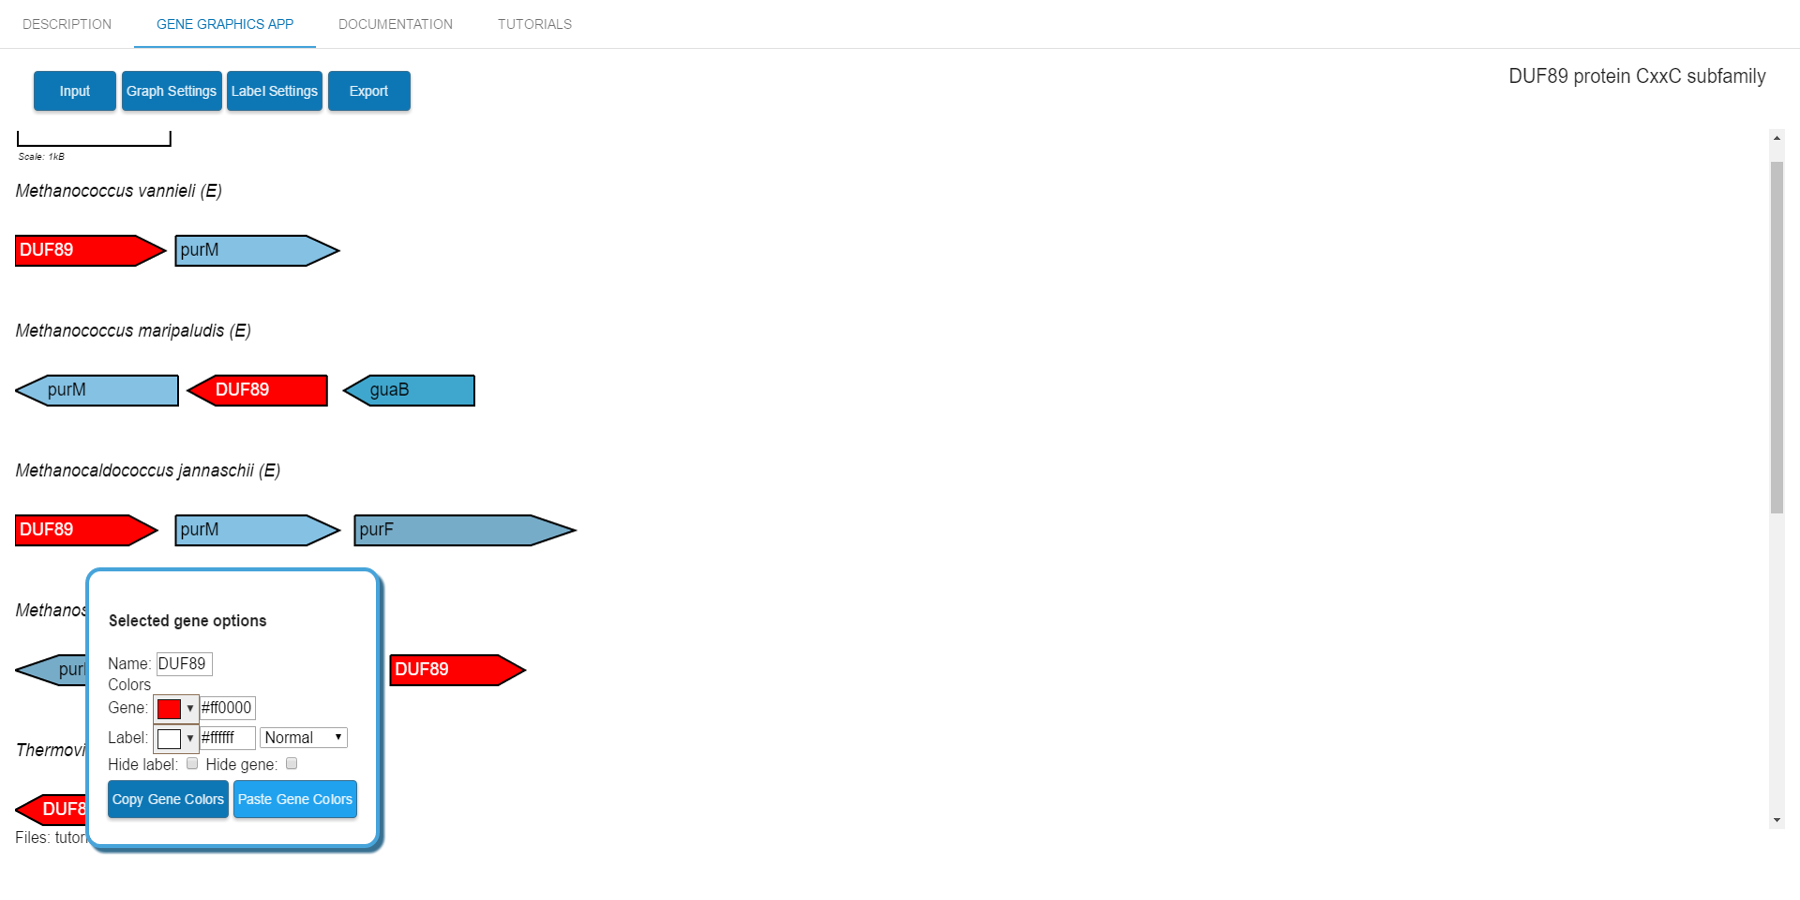 DESCRIPTION GENE GRAPHICS APP DOCUMENTATION TUTORIALS
Input Graph Settings Label Settings Export
DUF89 protein CxxC subfamily
Scale: 1kB
Methanococcus vannieli (E)
DUF89 purM
Methanococcus maripaludis (E)
purM DUF89 guaB
Methanocaldococcus jannaschii (E)
DUF89 purM purF
Methanos
pur DUF89
Thermovi
DUF8
Files: tutor
Selected gene options
Name: DUF89
Colors
Gene: #ff0000
Label: #ffffff Normal
Hide label: Hide gene:
Copy Gene Colors Paste Gene Colors